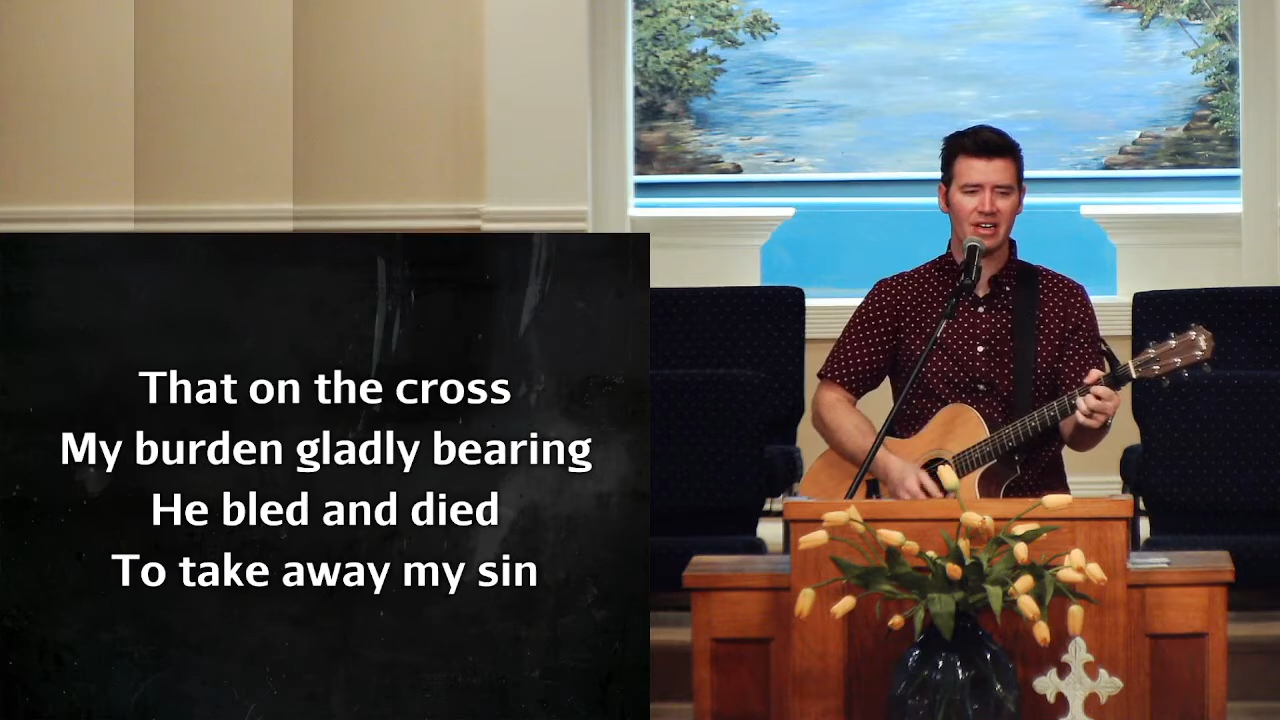 That on the cross
My burden gladly bearing
He bled and died
To take away my sin